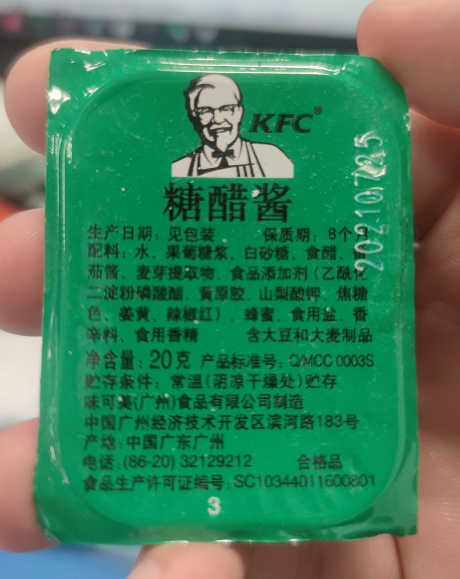 KFC®
糖醋酱
生产日期：见包装 保质期：8个月
配料：水、果葡糖浆、白砂糖、食醋、番
茄酱、麦芽提取物、食品添加剂（乙酰化
二淀粉磷酸酯、黄原胶、山梨酸钾、焦糖
色、姜黄、辣椒红）、蜂蜜、食用盐、香
辛料、食用香精 含大豆和大麦制品
净含量：20克 产品标准号：Q/MCC 0003S
贮存条件：常温(阴凉干燥处)贮存
味可美(广州)食品有限公司制造
中国广州经济技术开发区滨河路183号
产地：中国广东广州
电话：(86-20) 32129212 合格品
食品生产许可证编号：SC10344011600801
3
20210725